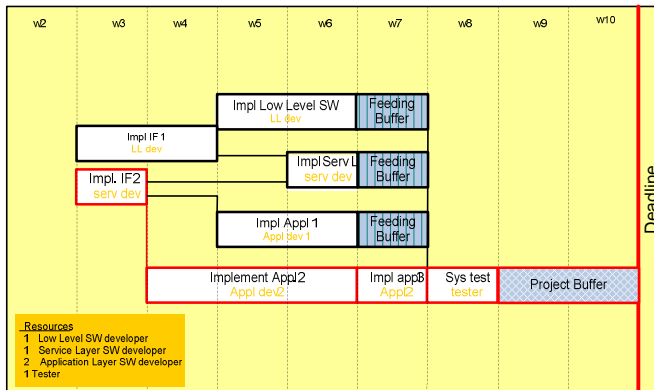 w2 w3 w4 w5 w6 w7 w8 w9 w10
Impl Low Level SW
LL dev
Feeding
Buffer
Impl IF 1
LL dev
Impl Serv L
serv dev
Feeding
Buffer
Impl. IF2
serv dev
Impl Appl 1
Appl dev 1
Feeding
Buffer
Implement Appl2
Appl dev2
Impl appl3
Appl2
Sys test
tester
Project Buffer
Deadline
Resources
1 Low Level SW developer
1 Service Layer SW developer
2 Application Layer SW developer
1 Tester